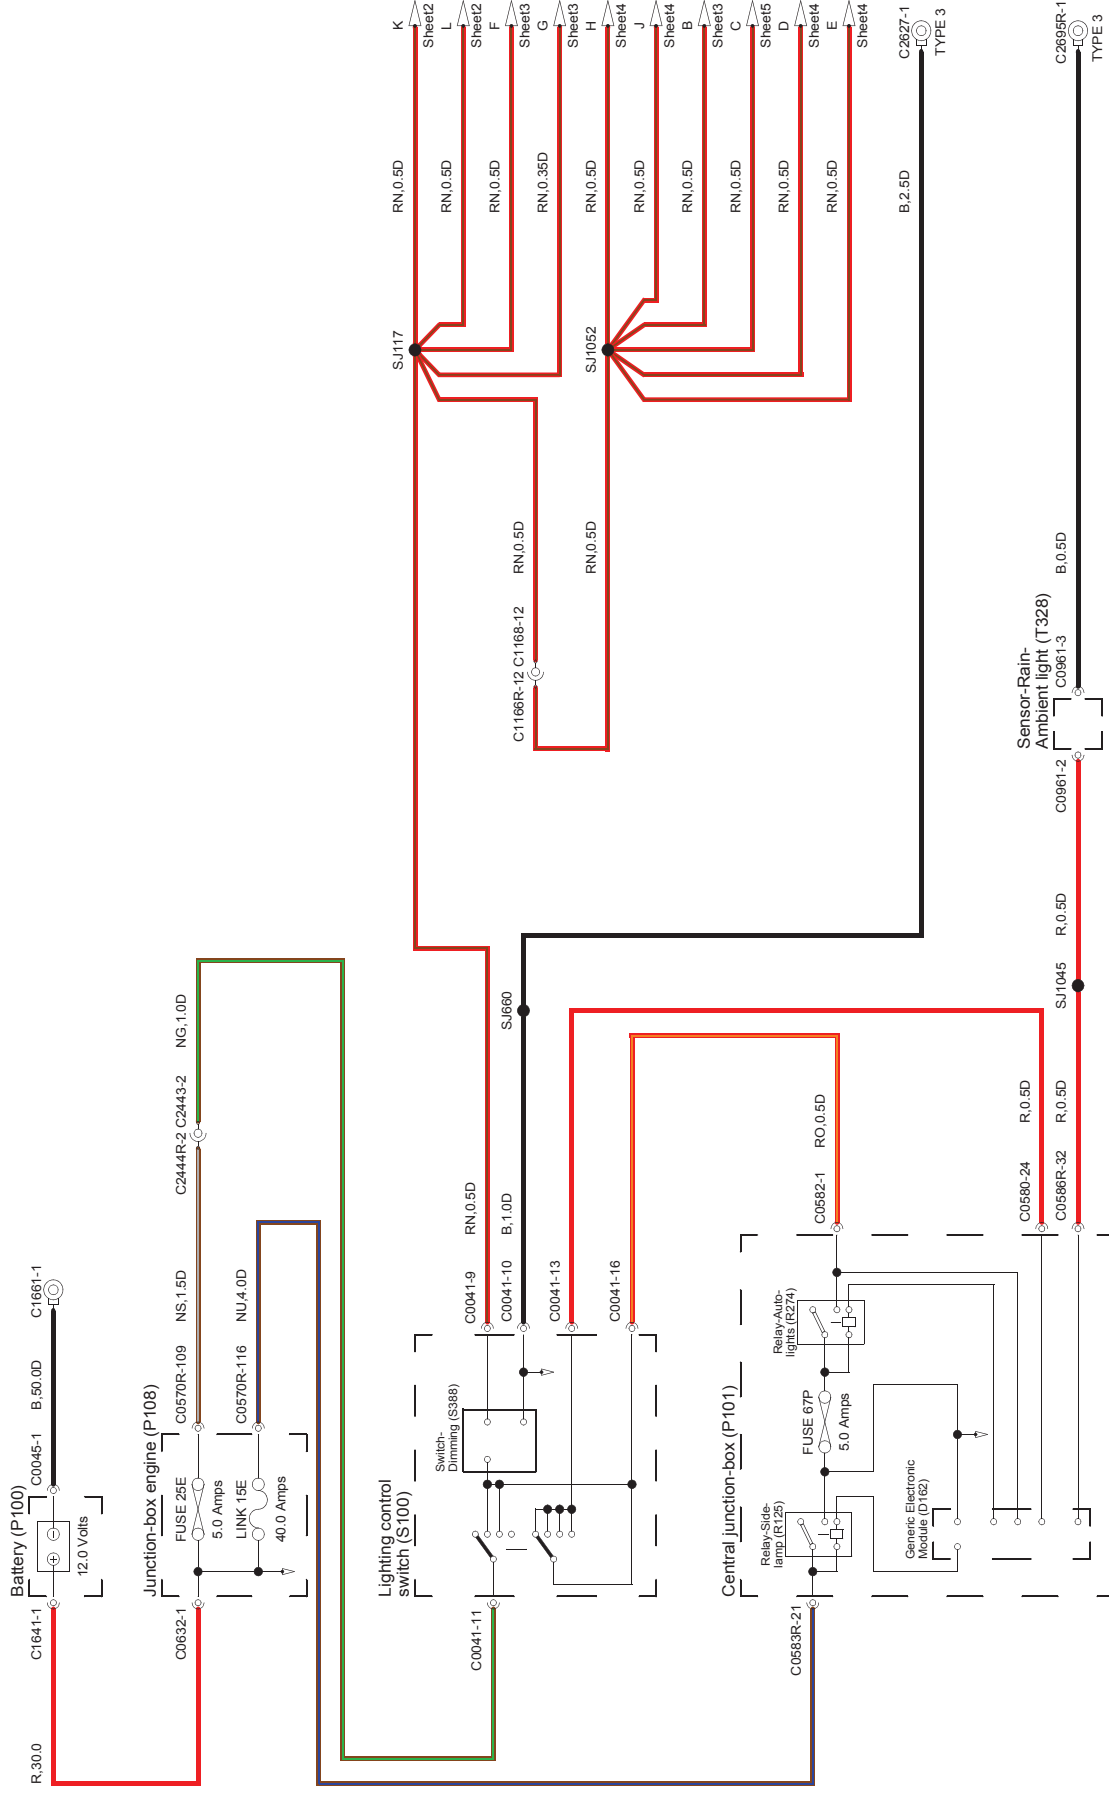 R,30.0
C1641-1
Battery (P100)
12.0 Volts
C0045-1
B,50.0D
C1661-1
C0632-1
Junction-box engine (P108)
FUSE 25E
5.0 Amps
LINK 15E
40.0 Amps
C0570R-109
NS,1.5D
C2444R-2
C2443-2
NG,1.0D
C0570R-116
NU,4.0D
C0041-11
Lighting control
switch (S100)
Switch-
Dimming (S388)
C0041-9
RN,0.5D
C0041-10
B,1.0D
SJ660
C0041-13
C0041-16
C0583R-21
Central junction-box (P101)
Relay-Side-
lamp (R125)
FUSE 67P
5.0 Amps
Relay-Auto-
lights (R274)
Generic Electronic
Module (D162)
C0582-1
RO,0.5D
C0580-24
R,0.5D
C0586R-32
R,0.5D
SJ1045
R,0.5D
C0961-2
Sensor-Rain-
Ambient light (T328)
C0961-3
B,0.5D
C2695R-1
TYPE 3
C1166R-12
C1168-12
RN,0.5D
RN,0.5D
SJ117
SJ1052
RN,0.5D
K
Sheet2
RN,0.5D
L
Sheet2
RN,0.5D
F
Sheet3
RN,0.35D
G
Sheet3
RN,0.5D
H
Sheet4
RN,0.5D
J
Sheet4
RN,0.5D
B
Sheet3
RN,0.5D
C
Sheet5
RN,0.5D
D
Sheet4
RN,0.5D
E
Sheet4
B,2.5D
C2627-1
TYPE 3